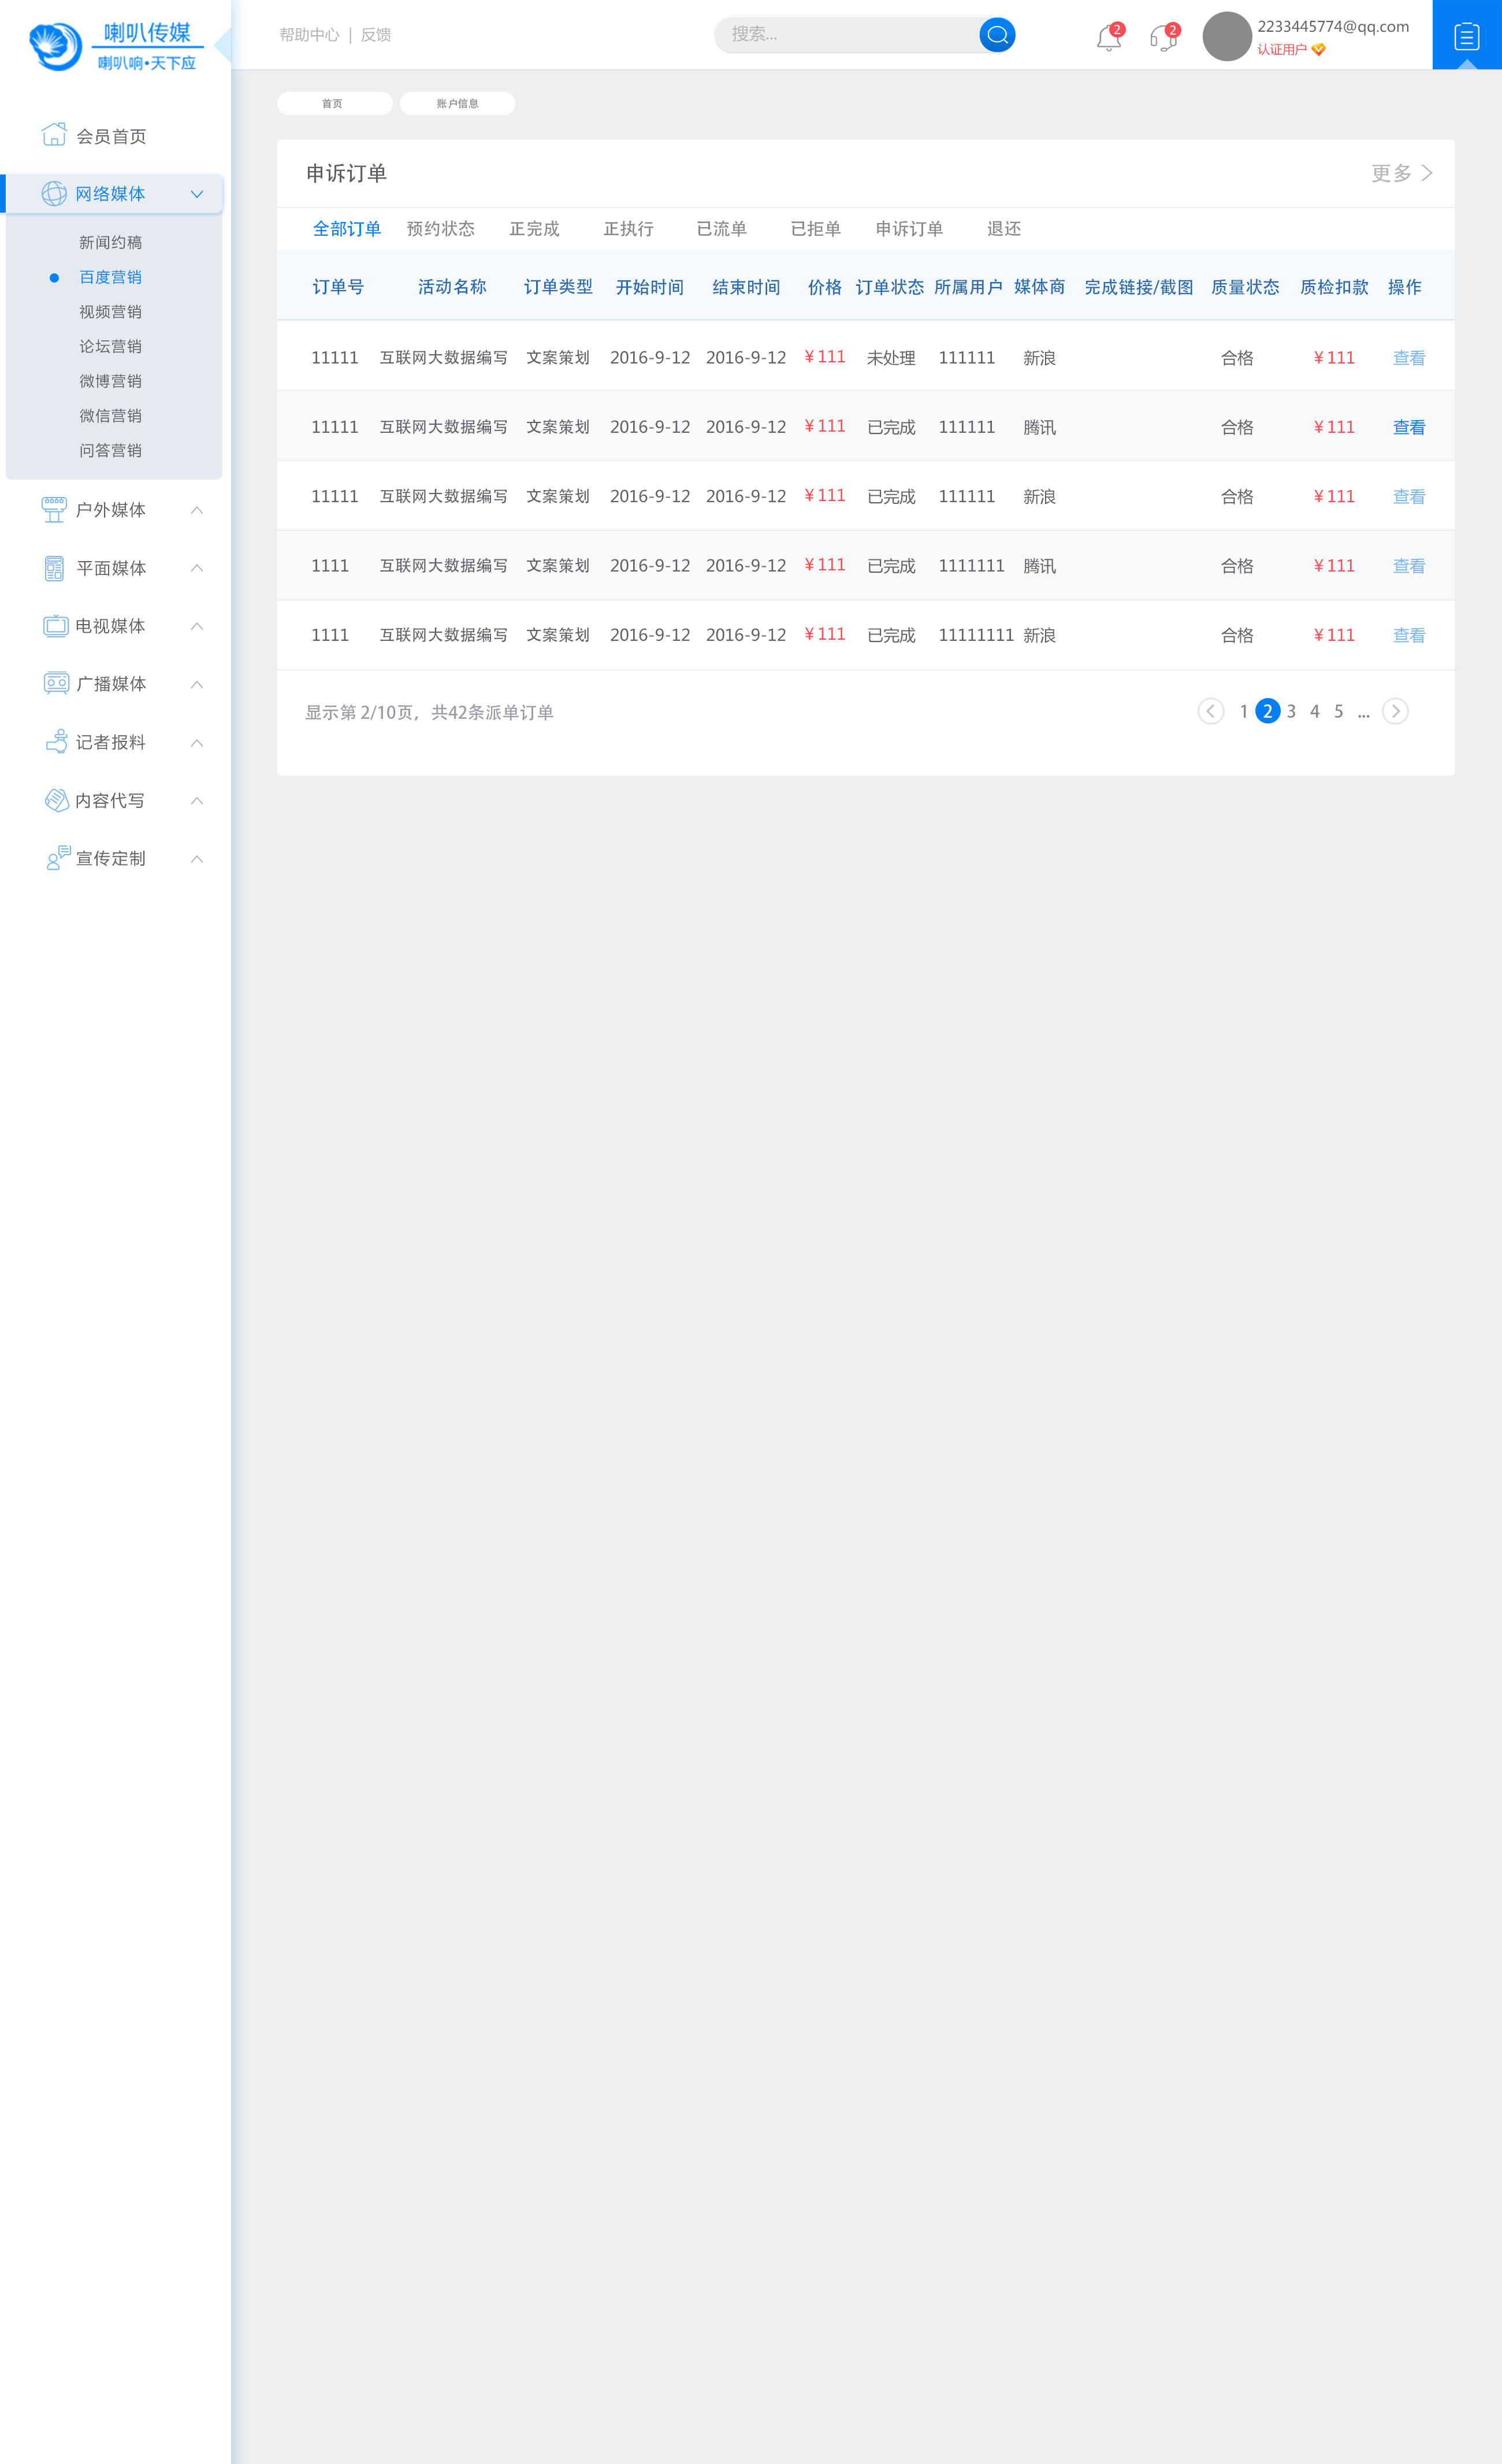 喇叭传媒
喇叭响•天下应
帮助中心 | 反馈
搜索...
2
2
2233445774@qq.com
认证用户
首页
账户信息
会员首页
网络媒体
新闻约稿
百度营销
视频营销
论坛营销
微博营销
微信营销
问答营销
户外媒体
平面媒体
电视媒体
广播媒体
记者报料
内容代写
宣传定制
申诉订单 更多
全部订单 预约状态 正完成 正执行 已流单 已拒单 申诉订单 退还
订单号 活动名称 订单类型 开始时间 结束时间 价格 订单状态 所属用户 媒体商 完成链接/截图 质量状态 质检扣款 操作
11111 互联网大数据编写 文案策划 2016-9-12 2016-9-12 ￥111 未处理 111111 新浪 合格 ￥111 查看
11111 互联网大数据编写 文案策划 2016-9-12 2016-9-12 ￥111 已完成 111111 腾讯 合格 ￥111 查看
11111 互联网大数据编写 文案策划 2016-9-12 2016-9-12 ￥111 已完成 111111 新浪 合格 ￥111 查看
1111 互联网大数据编写 文案策划 2016-9-12 2016-9-12 ￥111 已完成 1111111 腾讯 合格 ￥111 查看
1111 互联网大数据编写 文案策划 2016-9-12 2016-9-12 ￥111 已完成 11111111 新浪 合格 ￥111 查看
显示第 2/10页，共42条派单订单
1 2 3 4 5 ...